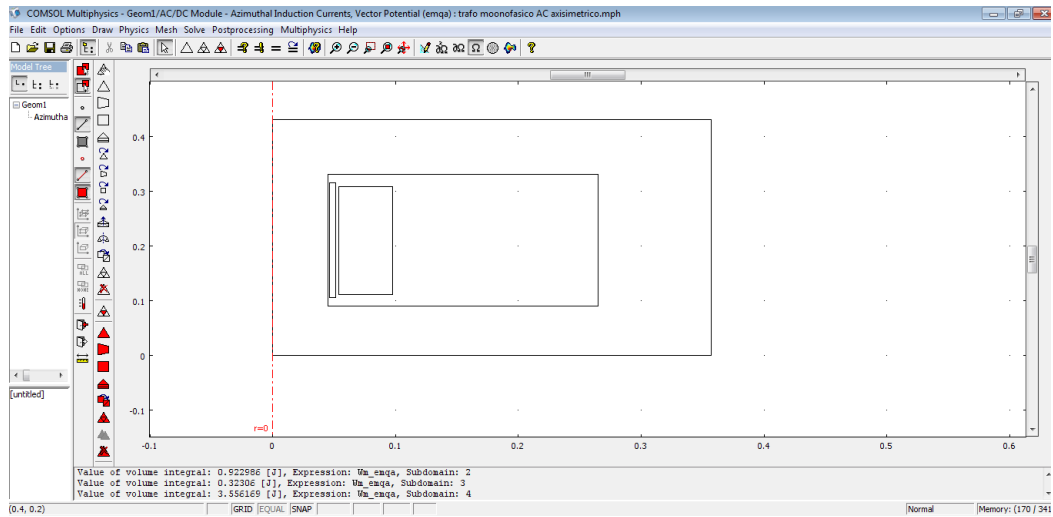 COMSOL Multiphysics - Geom1/AC/DC Module - Azimuthal Induction Currents, Vector Potential (emqa) : trafo moonofasico AC axisimetrico.mph
File Edit Options Draw Physics Mesh Solve Postprocessing Multiphysics Help
Model Tree
Geom1
Azimutha
[untitled]
0.4
0.3
0.2
0.1
0
-0.1
r=0
-0.1 0 0.1 0.2 0.3 0.4 0.5 0.6
Value of volume integral: 0.922986 [J], Expression: Wm_emqa, Subdomain: 2
Value of volume integral: 0.32306 [J], Expression: Wm_emqa, Subdomain: 3
Value of volume integral: 3.556169 [J], Expression: Wm_emqa, Subdomain: 4
(0.4, 0.2) GRID EQUAL SNAP Normal Memory: (170 / 341